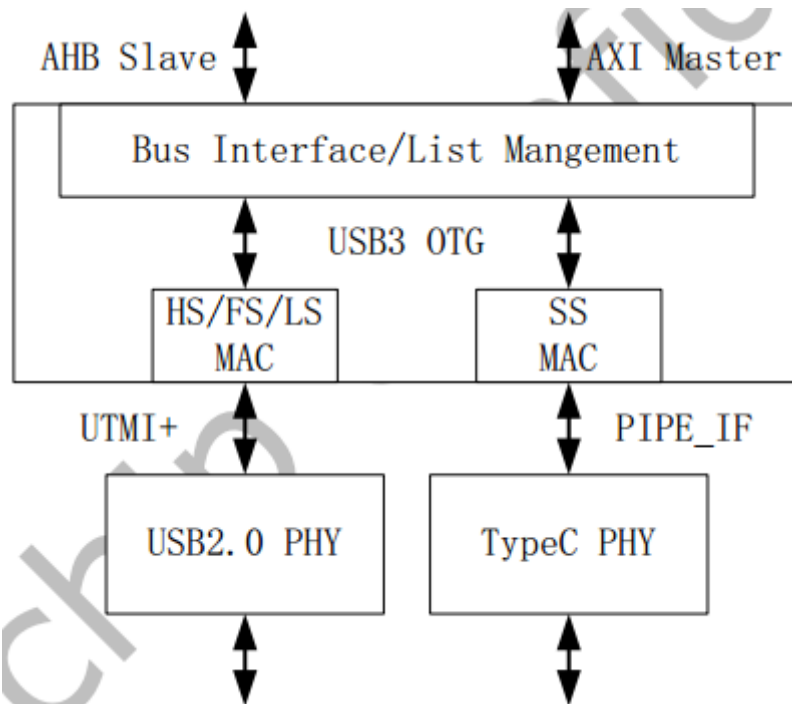 AHB Slave
AXI Master
Bus Interface/List Mangement
USB3 OTG
HS/FS/LS
MAC
SS
MAC
UTMI+
PIPE_IF
USB2.0 PHY
TypeC PHY